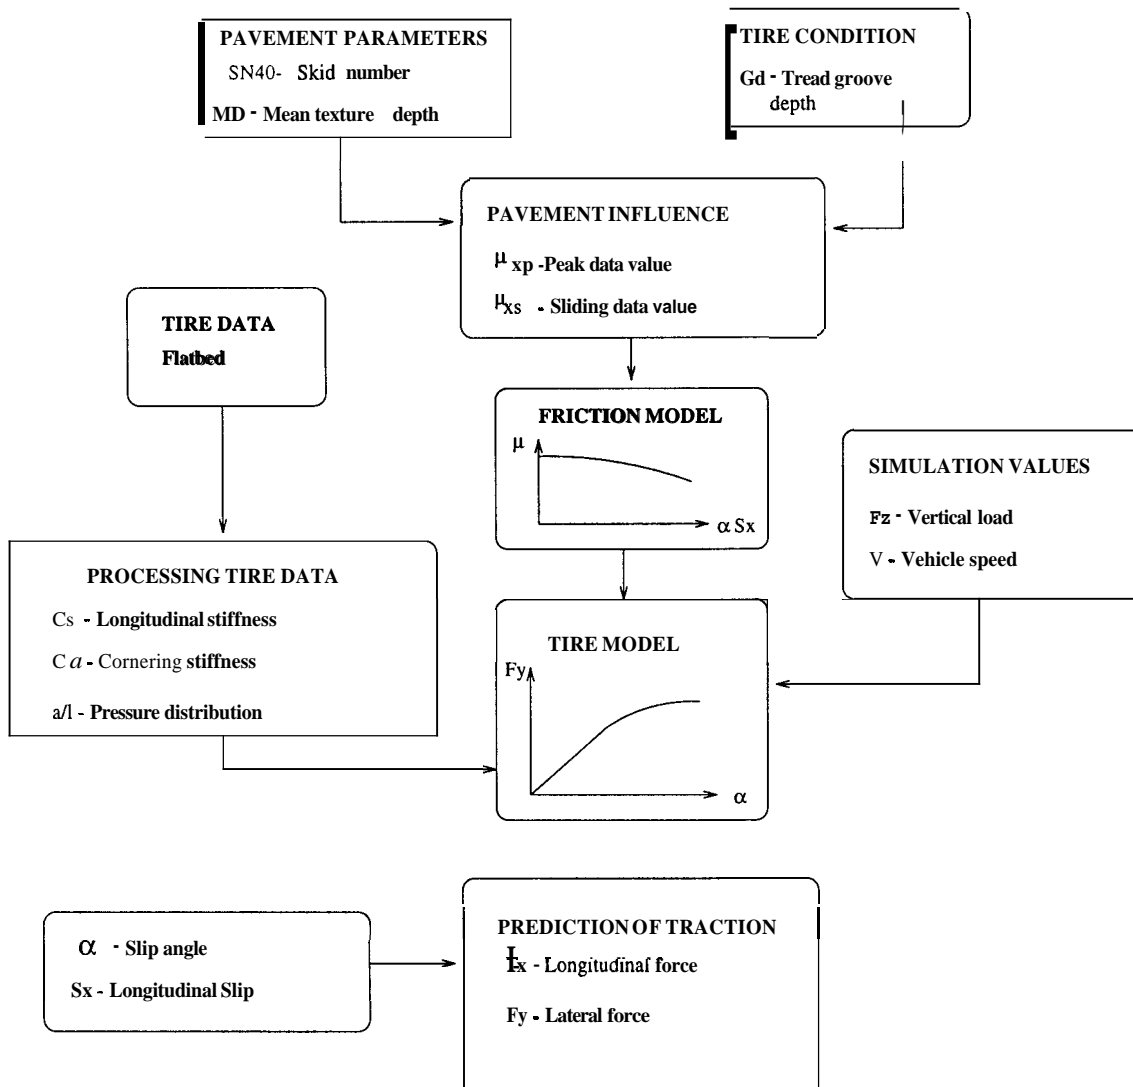 PAVEMENT PARAMETERS
SN40- Skid number
MD - Mean texture depth
TIRE CONDITION
Gd - Tread groove
depth
PAVEMENT INFLUENCE
μ xp -Peak data value
μxs - Sliding data value
TIRE DATA
Flatbed
FRICTION MODEL
μ
α Sx
SIMULATION VALUES
Fz - Vertical load
V - Vehicle speed
PROCESSING TIRE DATA
Cs - Longitudinal stiffness
C a - Cornering stiffness
a/l - Pressure distribution
TIRE MODEL
Fy
α
α - Slip angle
Sx - Longitudinal Slip
PREDICTION OF TRACTION
Fx - Longitudinal force
Fy - Lateral force